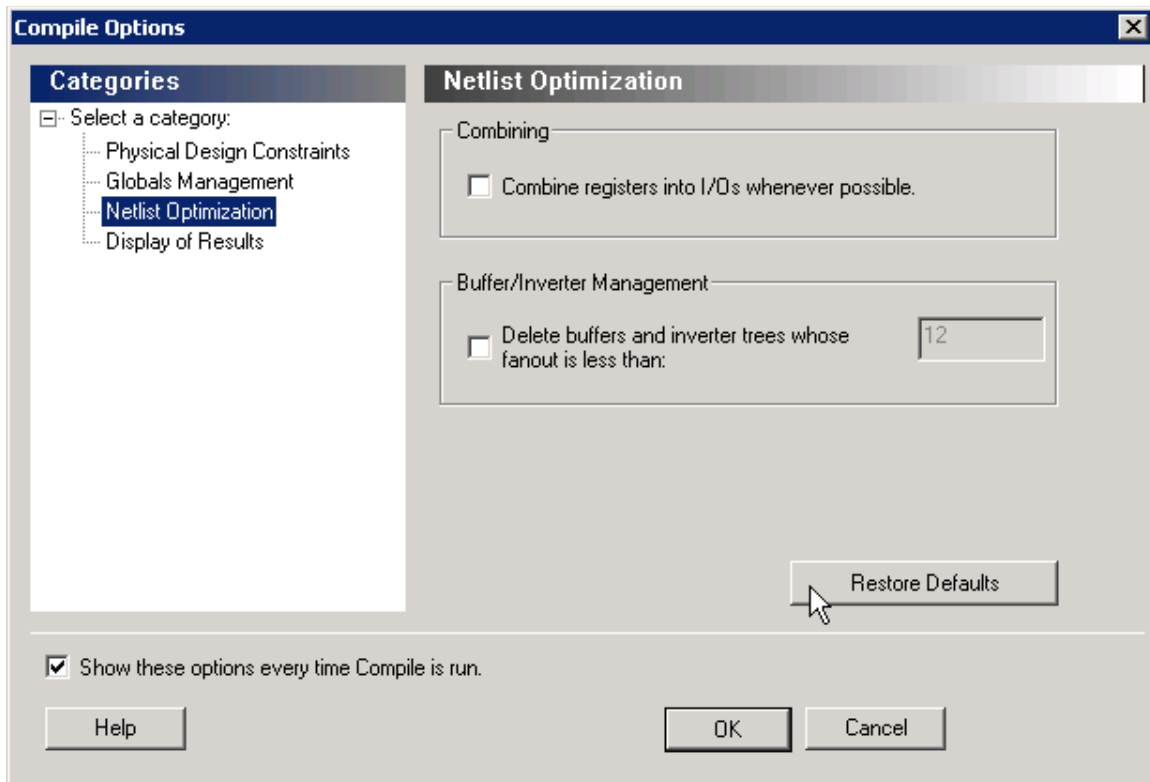 Compile Options
Categories
Select a category:
Physical Design Constraints
Globals Management
Netlist Optimization
Display of Results
Netlist Optimization
Combining
Combine registers into I/Os whenever possible.
Buffer/Inverter Management
Delete buffers and inverter trees whose
fanout is less than:
12
Restore Defaults
Show these options every time Compile is run.
Help
OK
Cancel